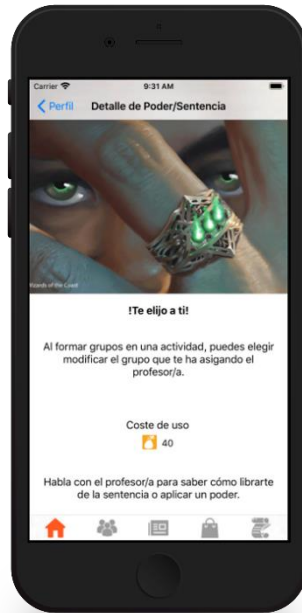 Carrier 9:31 AM
Perfil Detalle de Poder/Sentencia
izards of the Coast
!Te elijo a ti!
Al formar grupos en una actividad, puedes elegir
modificar el grupo que te ha asigando el
profesor/a.
Coste de uso
40
Habla con el profesor/a para saber cómo librarte
de la sentencia o aplicar un poder.